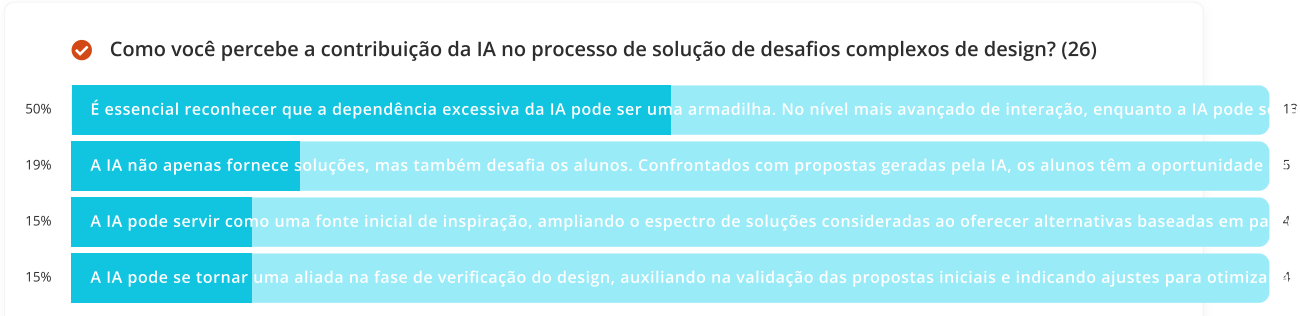 Como você percebe a contribuição da IA no processo de solução de desafios complexos de design? (26)
50% É essencial reconhecer que a dependência excessiva da IA pode ser uma armadilha. No nível mais avançado de interação, enquanto a IA pode 13
19% A IA não apenas fornece soluções, mas também desafia os alunos. Confrontados com propostas geradas pela IA, os alunos têm a oportunidade 5
15% A IA pode servir como uma fonte inicial de inspiração, ampliando o espectro de soluções consideradas ao oferecer alternativas baseadas em pa 4
15% A IA pode se tornar uma aliada na fase de verificação do design, auxiliando na validação das propostas iniciais e indicando ajustes para otimiza 4